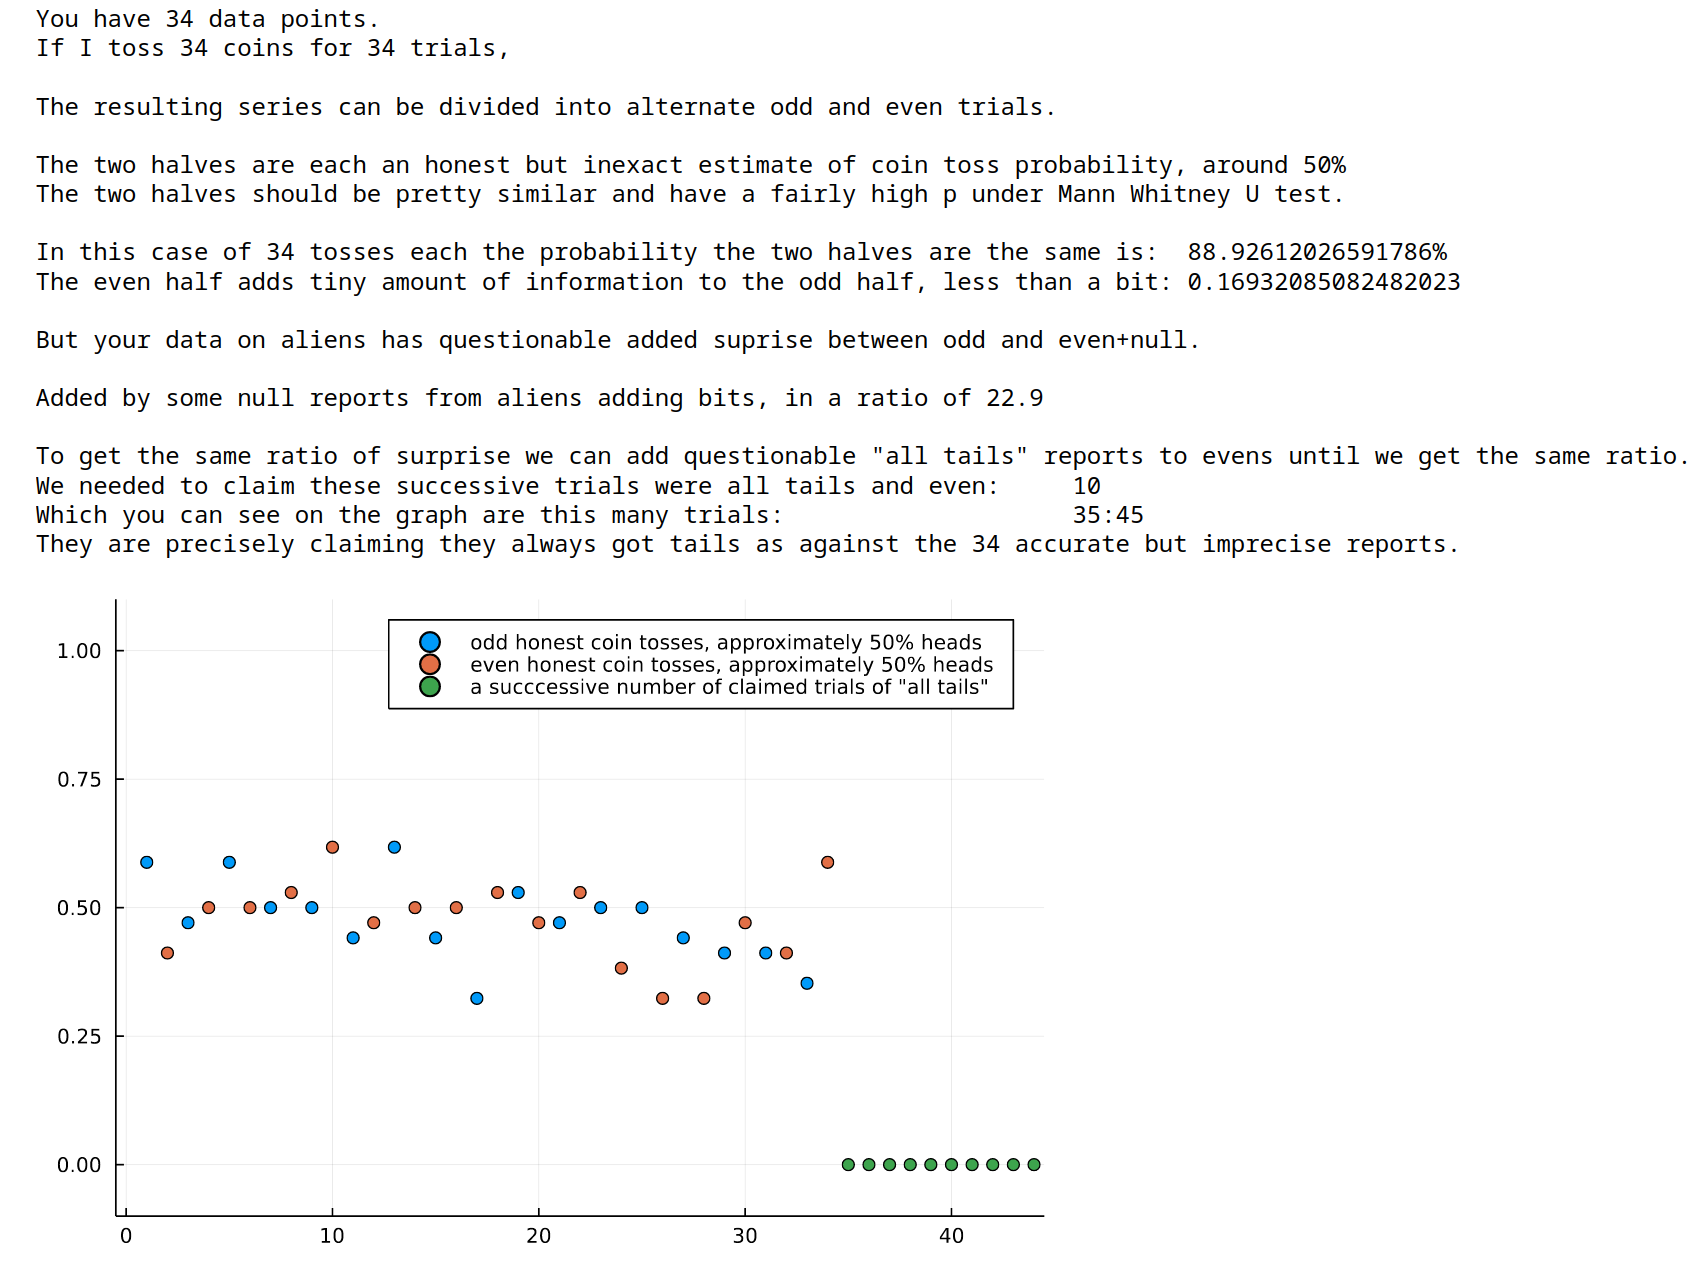 You have 34 data points.
If I toss 34 coins for 34 trials,
The resulting series can be divided into alternate odd and even trials.
The two halves are each an honest but inexact estimate of coin toss probability, around 50%
The two halves should be pretty similar and have a fairly high p under Mann Whitney U test.
In this case of 34 tosses each the probability the two halves are the same is:  88.92612026591786%
The even half adds tiny amount of information to the odd half, less than a bit: 0.16932085082482023
But your data on aliens has questionable added suprise between odd and even+null.
Added by some null reports from aliens adding bits, in a ratio of 22.9
To get the same ratio of surprise we can add questionable "all tails" reports to evens until we get the same ratio.
We needed to claim these successive trials were all tails and even:     10
Which you can see on the graph are this many trials:                    35:45
They are precisely claiming they always got tails as against the 34 accurate but imprecise reports.
odd honest coin tosses, approximately 50% heads
even honest coin tosses, approximately 50% heads
a succcessive number of claimed trials of "all tails"
1.00
0.75
0.50
0.25
0.00
0 10 20 30 40